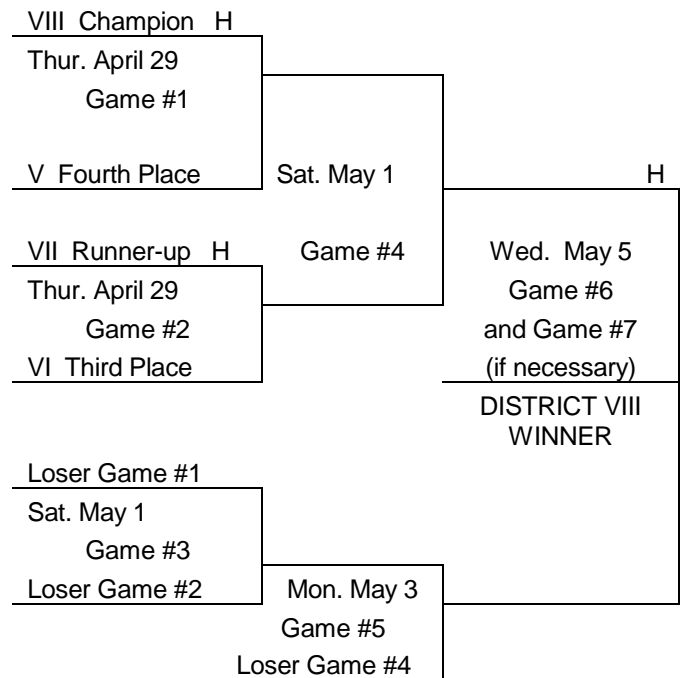 VIII Champion H
Thur. April 29
Game #1
V Fourth Place
Sat. May 1
H
VII Runner-up H
Game #4
Wed. May 5
Thur. April 29
Game #6
Game #2
and Game #7
VI Third Place
(if necessary)
DISTRICT VIII
WINNER
Loser Game #1
Sat. May 1
Game #3
Loser Game #2
Mon. May 3
Game #5
Loser Game #4